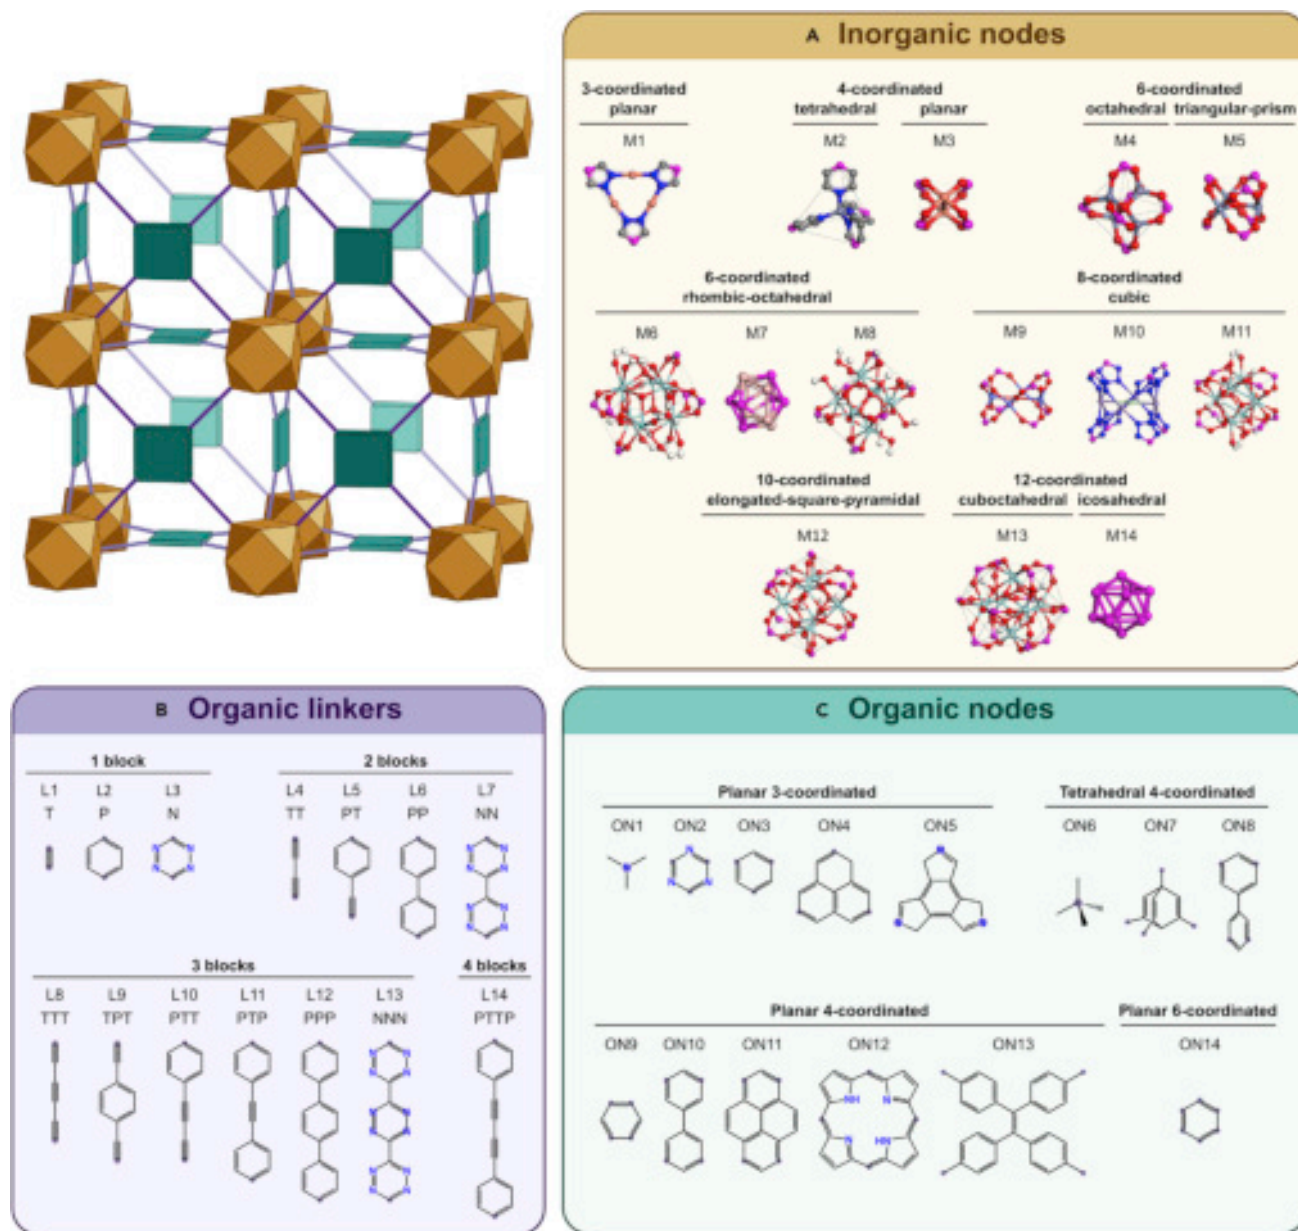 A Inorganic nodes
3-coordinated
planar
4-coordinated
tetrahedral planar
6-coordinated
octahedral triangular-prism
M1 M2 M3 M4 M5
6-coordinated
rhombic-octahedral
8-coordinated
cubic
M6 M7 M8 M9 M10 M11
10-coordinated
elongated-square-pyramidal
12-coordinated
cuboctahedral icosahedral
M12 M13 M14
B Organic linkers
1 block 2 blocks
L1 L2 L3 L4 L5 L6 L7
T P N TT PT PP NN
N N
N N
N N
N N
N N
N N
3 blocks 4 blocks
L8 L9 L10 L11 L12 L13 L14
TTT TPT PTT PTP PPP NNN PTTP
N N
N N
N N
N N
N N
N N
C Organic nodes
Planar 3-coordinated Tetrahedral 4-coordinated
ON1 ON2 ON3 ON4 ON5 ON6 ON7 ON8
N
N N
Planar 4-coordinated Planar 6-coordinated
ON9 ON10 ON11 ON12 ON13 ON14
NH N
N HN